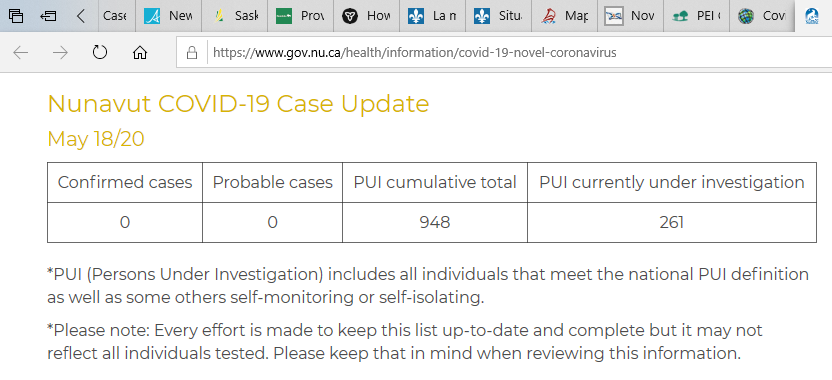 Case Nev Sask Prov How La n Situ Map Nov PEI Cov
https://www.gov.nu.ca/health/information/covid-19-novel-coronavirus
Nunavut COVID-19 Case Update
May 18/20
Confirmed cases Probable cases PUI cumulative total PUI currently under investigation
0 0 948 261
*PUI (Persons Under Investigation) includes all individuals that meet the national PUI definition
as well as some others self-monitoring or self-isolating.
*Please note: Every effort is made to keep this list up-to-date and complete but it may not
reflect all individuals tested. Please keep that in mind when reviewing this information.